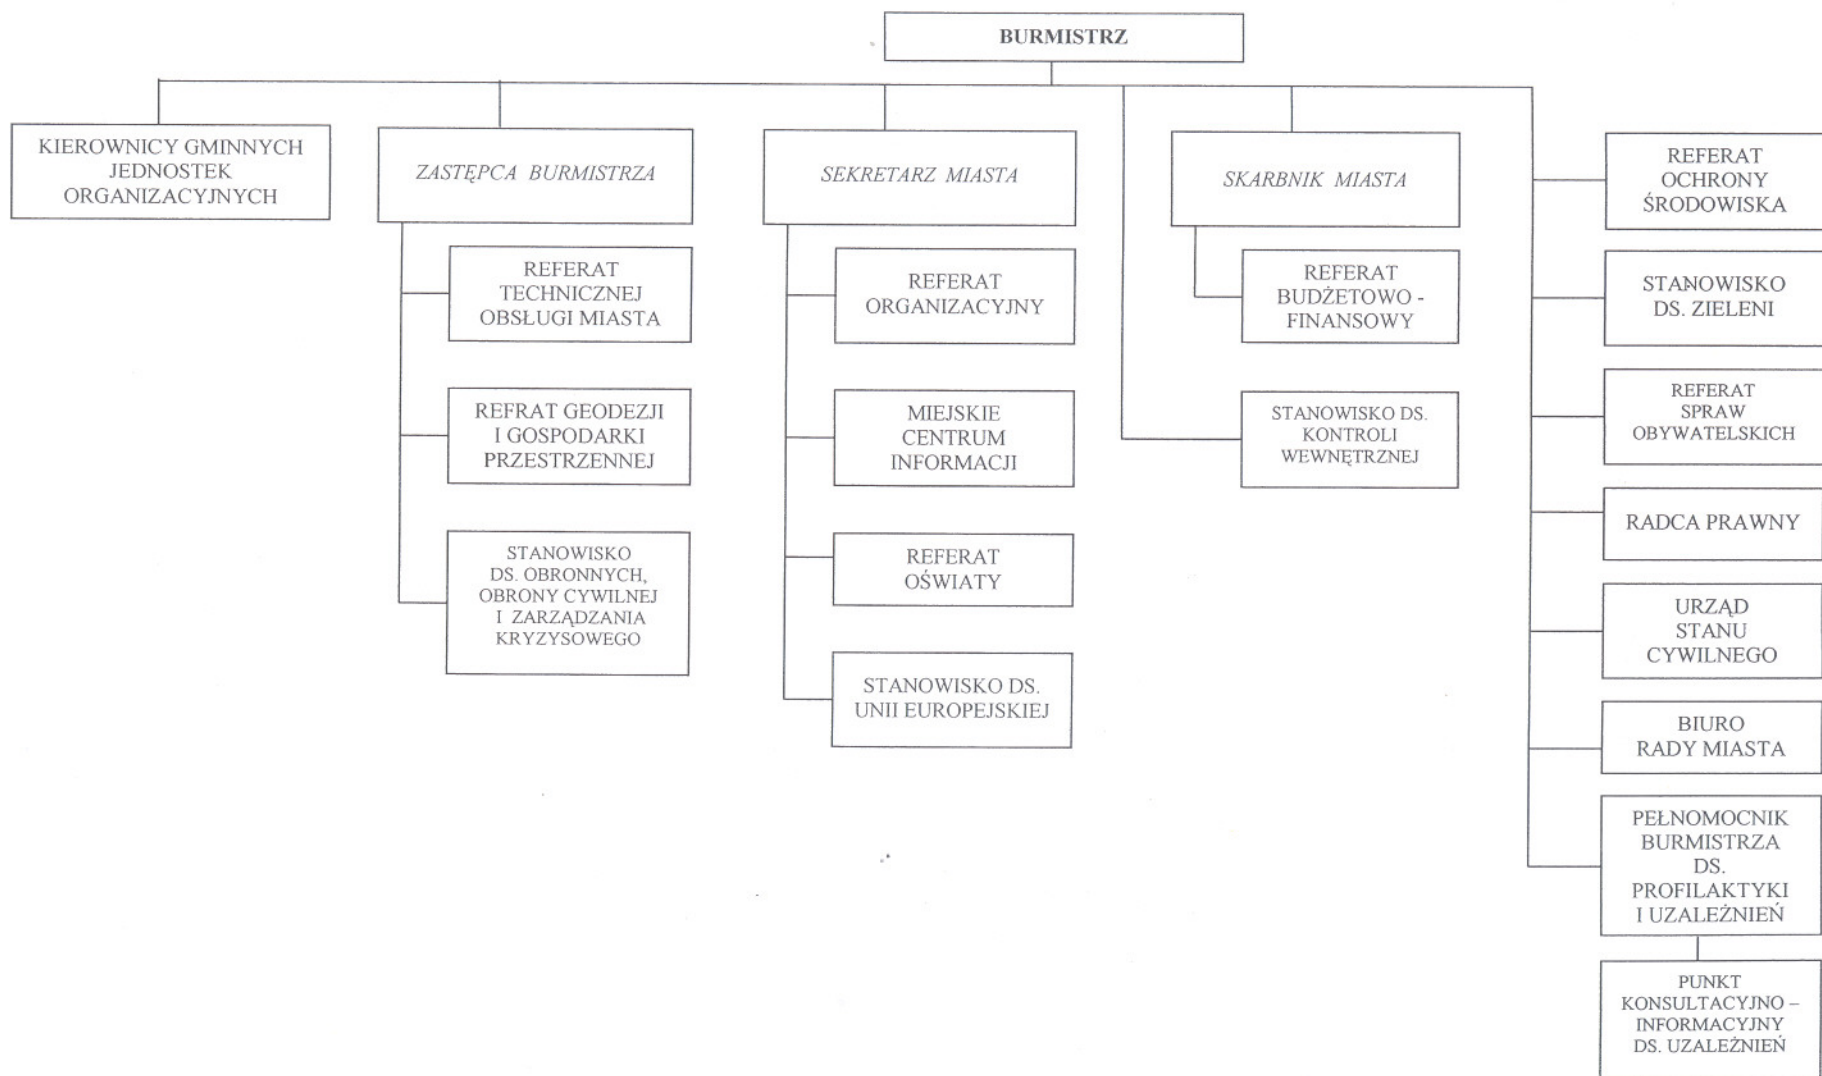 BURMISTRZ
KIEROWNICY GMINNYCH
JEDNOSTEK
ORGANIZACYJNYCH
ZASTĘPCA BURMISTRZA
REFERAT
TECHNICZNEJ
OBSŁUGI MIASTA
REFRAT GEODEZJI
I GOSPODARKI
PRZESTRZENNEJ
STANOWISKO
DS. OBRONNYCH,
OBRONY CYWILNEJ
I ZARZĄDZANIA
KRYZYSOWEGO
SEKRETARZ MIASTA
REFERAT
ORGANIZACYJNY
MIEJSKIE
CENTRUM
INFORMACJI
REFERAT
OŚWIATY
STANOWISKO DS.
UNII EUROPEJSKIEJ
SKARBNIK MIASTA
REFERAT
BUDŻETOWO -
FINANSOWY
STANOWISKO DS.
KONTROLI
WEWNĘTRZNEJ
REFERAT
OCHRONY
ŚRODOWISKA
STANOWISKO
DS. ZIELENI
REFERAT
SPRAW
OBYWATELSKICH
RADCA PRAWNY
URZĄD
STANU
CYWILNEGO
BIURO
RADY MIASTA
PEŁNOMOCNIK
BURMISTRZA
DS.
PROFILAKTYKI
I UZALEŻNIEŃ
PUNKT
KONSULTACYJNO –
INFORMACYJNY
DS. UZALEŻNIEŃ